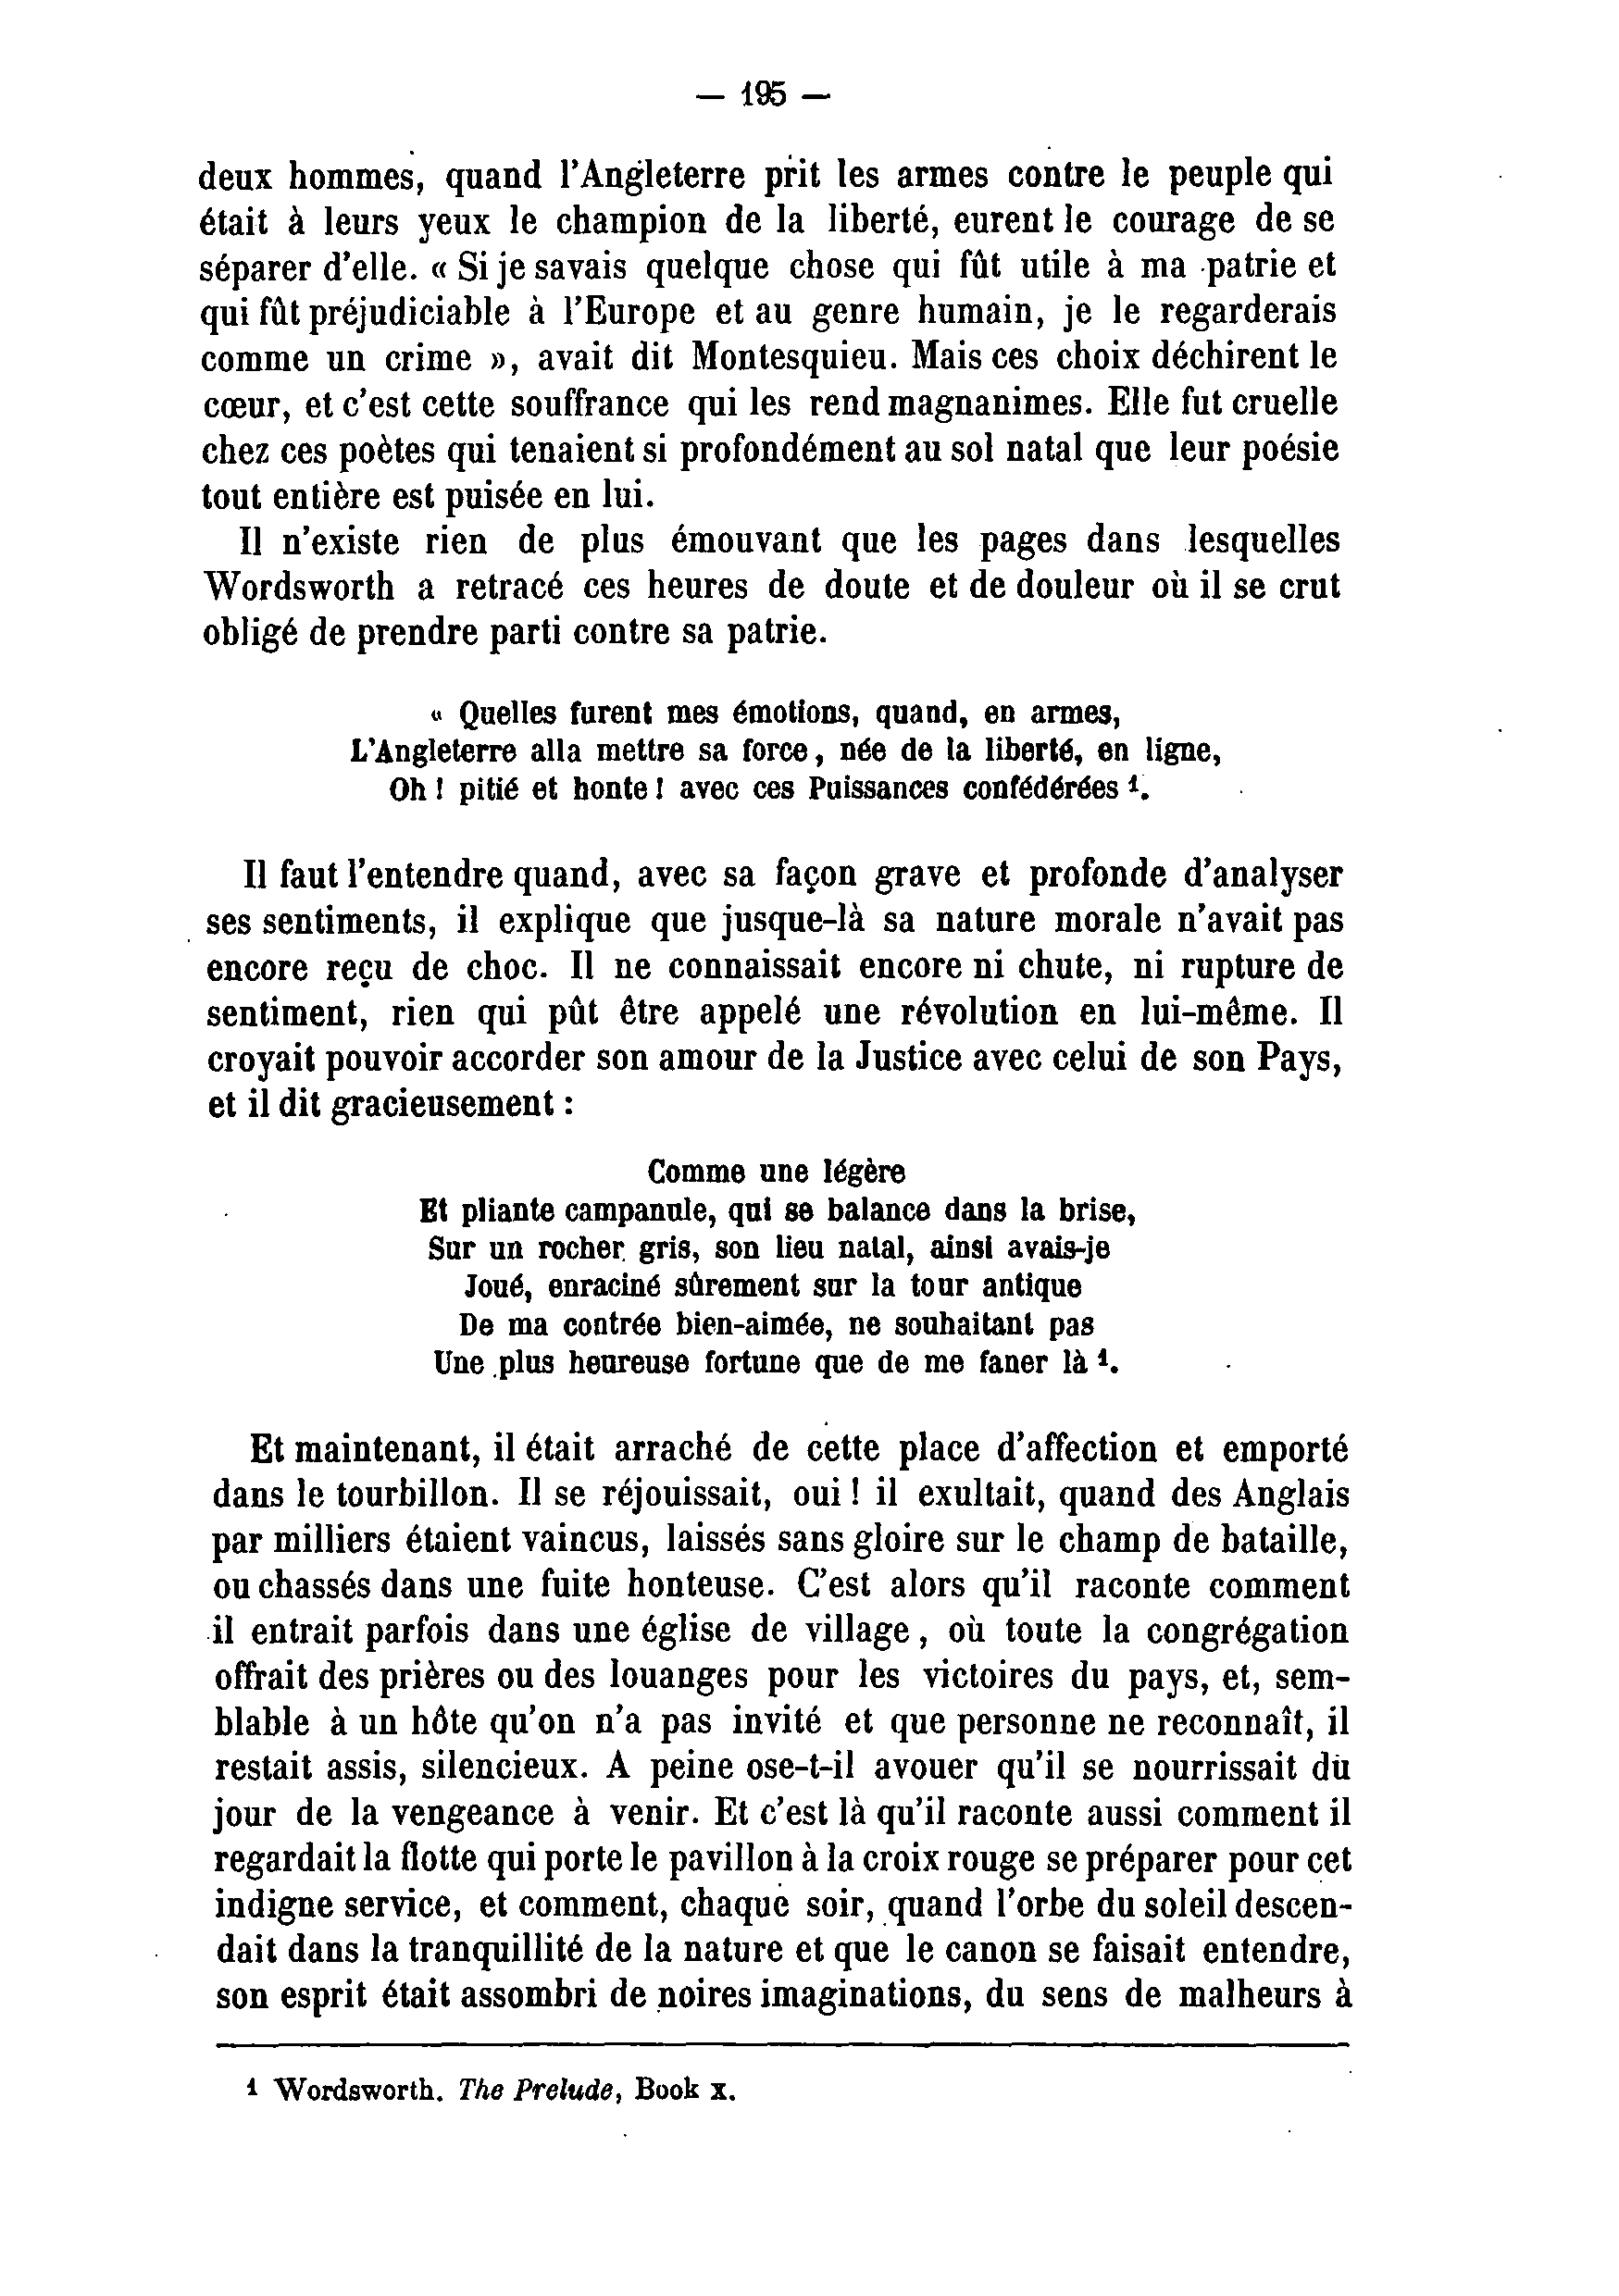 — 195 —
deux hommes, quand l'Angleterre prit les armes contre le peuple qui
était à leurs yeux le champion de la liberté, eurent le courage de se
séparer d'elle. « Si je savais quelque chose qui fût utile à ma patrie et
qui fût préjudiciable à l'Europe et au genre humain, je le regarderais
comme un crime », avait dit Montesquieu. Mais ces choix déchirent le
cœur, et c'est cette souffrance qui les rend magnanimes. Elle fut cruelle
chez ces poètes qui tenaient si profondément au sol natal que leur poésie
tout entière est puisée en lui.
Il n'existe rien de plus émouvant que les pages dans lesquelles
Wordsworth a retracé ces heures de doute et de douleur où il se crut
obligé de prendre parti contre sa patrie.
« Quelles furent mes émotions, quand, en armes,
L'Angleterre alla mettre sa force, née de la liberté, en ligne,
Oh ! pitié et honte ! avec ces Puissances confédérées ¹.
Il faut l'entendre quand, avec sa façon grave et profonde d'analyser
ses sentiments, il explique que jusque-là sa nature morale n'avait pas
encore reçu de choc. Il ne connaissait encore ni chute, ni rupture de
sentiment, rien qui pût être appelé une révolution en lui-même. Il
croyait pouvoir accorder son amour de la Justice avec celui de son Pays,
et il dit gracieusement :
Comme une légère
Et pliante campanule, qui se balance dans la brise,
Sur un rocher gris, son lieu natal, ainsi avais-je
Joué, enraciné sûrement sur la tour antique
De ma contrée bien-aimée, ne souhaitant pas
Une plus heureuse fortune que de me faner là ¹.
Et maintenant, il était arraché de cette place d'affection et emporté
dans le tourbillon. Il se réjouissait, oui ! il exultait, quand des Anglais
par milliers étaient vaincus, laissés sans gloire sur le champ de bataille,
ou chassés dans une fuite honteuse. C'est alors qu'il raconte comment
il entrait parfois dans une église de village, où toute la congrégation
offrait des prières ou des louanges pour les victoires du pays, et, sem-
blable à un hôte qu'on n'a pas invité et que personne ne reconnaît, il
restait assis, silencieux. A peine ose-t-il avouer qu'il se nourrissait du
jour de la vengeance à venir. Et c'est là qu'il raconte aussi comment il
regardait la flotte qui porte le pavillon à la croix rouge se préparer pour cet
indigne service, et comment, chaque soir, quand l'orbe du soleil descen-
dait dans la tranquillité de la nature et que le canon se faisait entendre,
son esprit était assombri de noires imaginations, du sens de malheurs à
¹ Wordsworth. The Prelude, Book x.